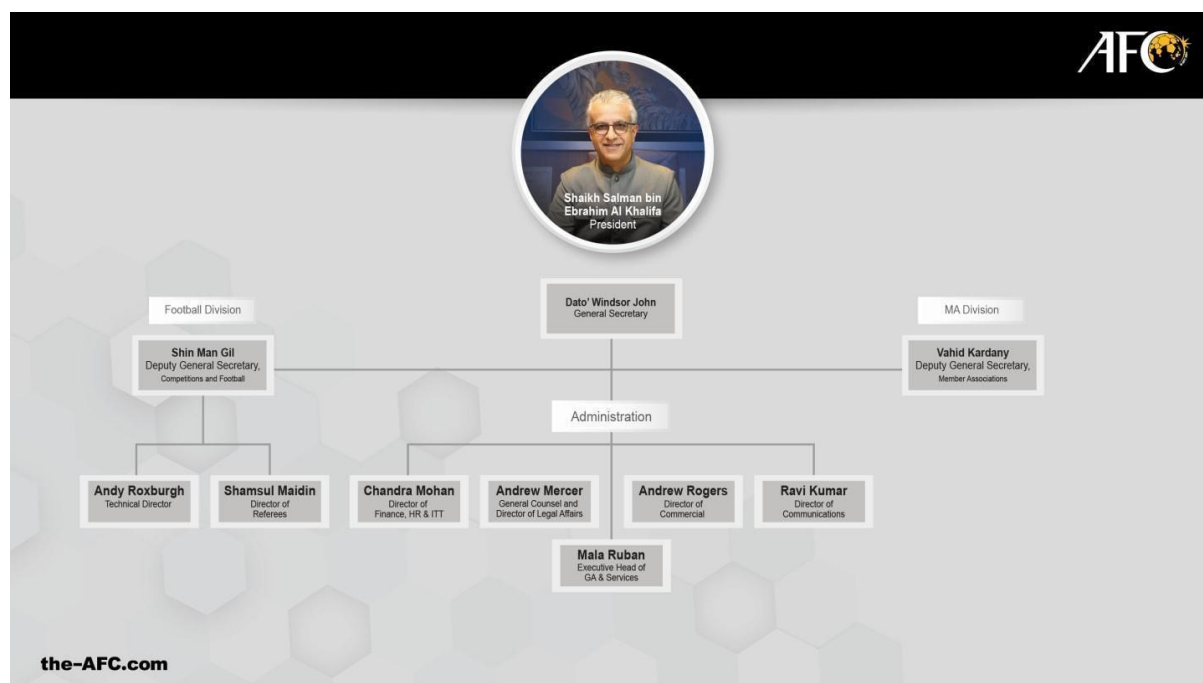 AFC
Shaikh Salman bin
Ebrahim Al Khalifa
President
Dato' Windsor John
General Secretary
Football Division
MA Division
Shin Man Gil
Deputy General Secretary,
Competitions and Football
Vahid Kardany
Deputy General Secretary,
Member Associations
Administration
Andy Roxburgh
Technical Director
Shamsul Maidin
Director of
Referees
Chandra Mohan
Director of
Finance, HR & ITT
Andrew Mercer
General Counsel and
Director of Legal Affairs
Andrew Rogers
Director of
Commercial
Ravi Kumar
Director of
Communications
Mala Ruban
Executive Head of
GA & Services
the-AFC.com